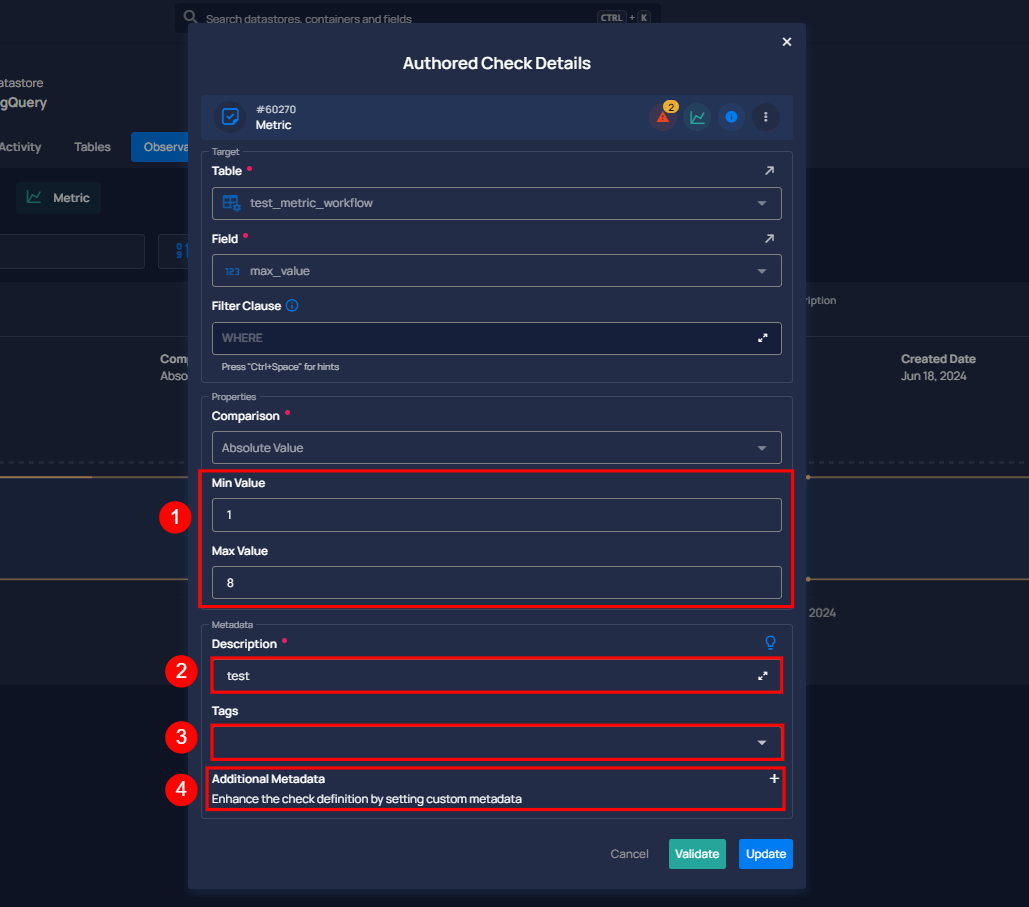 Search datastores, containers and fields CTRL + K
Authored Check Details
atastore
gQuery
#60270
Metric
2
Activity Tables Observa
Target
Table *
Metric
test_metric_workflow
Field *
123 max_value
Filter Clause
WHERE
Press "Ctrl+Space" for hints
ription
Com
Abso
Created Date
Jun 18, 2024
Properties
Comparison *
Absolute Value
Min Value
1
1
Max Value
8
2024
Metadata
Description *
2
test
Tags
3
4
Additional Metadata +
Enhance the check definition by setting custom metadata
Cancel Validate Update